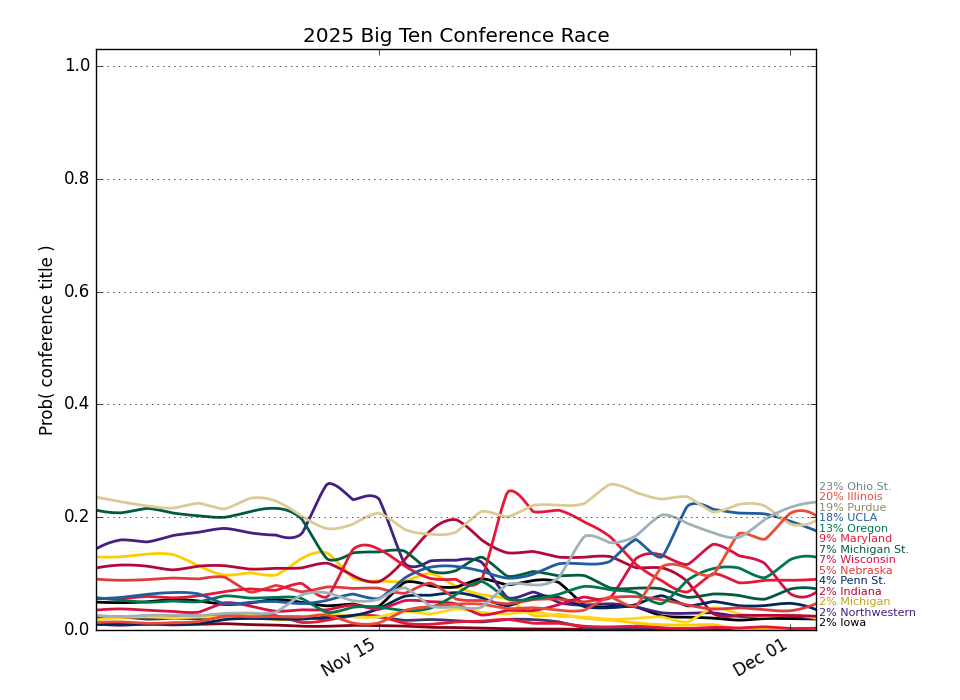 2025 Big Ten Conference Race
Prob( conference title )
1.0
0.8
0.6
0.4
0.2
0.0
Nov 15
Dec 01
23% Ohio St.
20% Illinois
19% Purdue
18% UCLA
13% Oregon
9% Maryland
7% Michigan St.
7% Wisconsin
5% Nebraska
4% Penn St.
2% Indiana
2% Michigan
2% Northwestern
2% Iowa